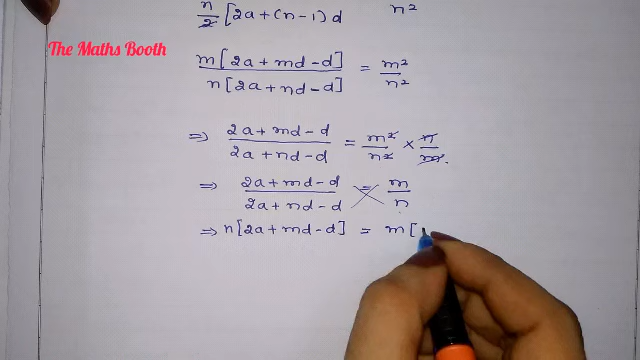 n/2 [2a+(n-1)d n²
The Maths Booth
m[2a+md-d] / n[2a+nd-d] = m²/n²
⇒ 2a+md-d / 2a+nd-d = m²/n² × n/m.
⇒ 2a+md-d / 2a+nd-d = m/n
⇒ n[2a+md-d] = m[